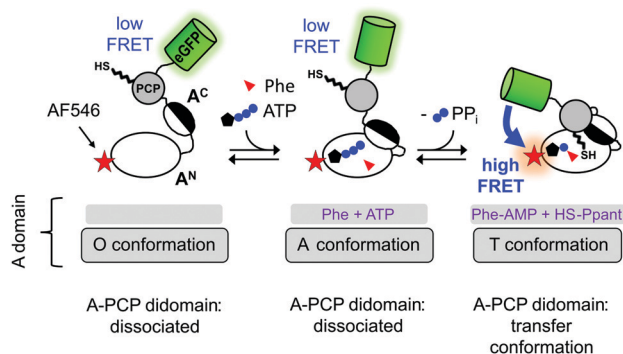 low
FRET
eGFP
HS
PCP
A^C
AF546
A^N
Phe
ATP
low
FRET
HS
- PPi
SH
high
FRET
A domain
Phe + ATP
Phe-AMP + HS-Ppant
O conformation
A conformation
T conformation
A-PCP didomain:
dissociated
A-PCP didomain:
dissociated
A-PCP didomain:
transfer
conformation